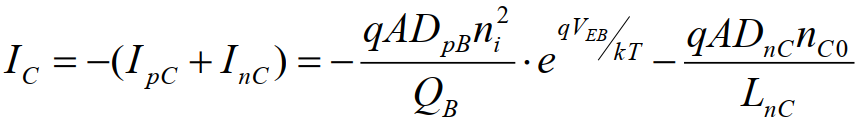 I_C = -(I_{pC} + I_{nC}) = -\frac{qAD_{pB}n_i^2}{Q_B} \cdot e^{qV_{EB}/kT} - \frac{qAD_{nC}n_{C0}}{L_{nC}}